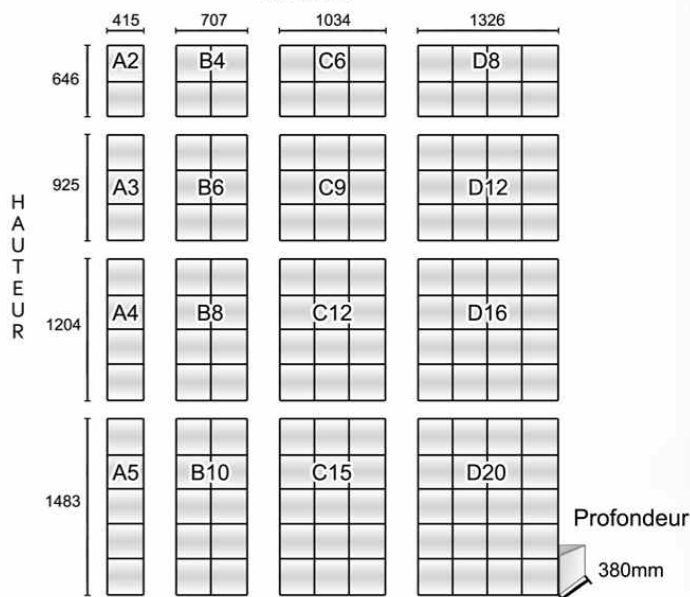 415 707 1034 1326
646 A2 B4 C6 D8
HAUTEUR
925 A3 B6 C9 D12
1204 A4 B8 C12 D16
1483 A5 B10 C15 D20
Profondeur
380mm